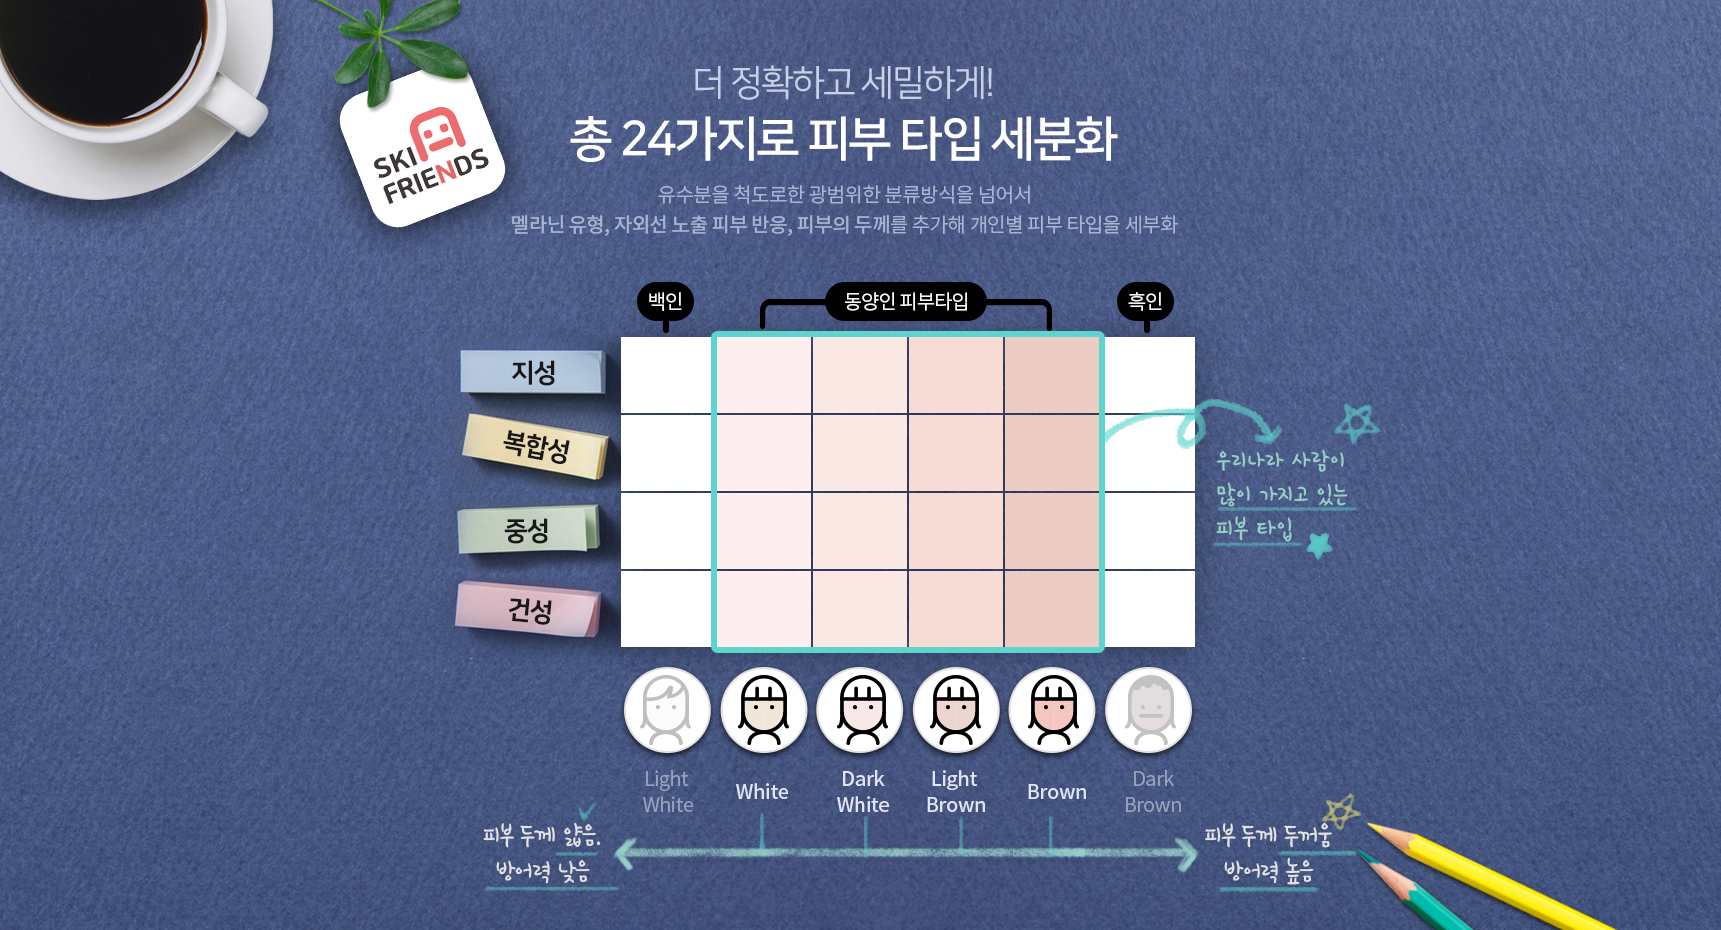 더 정확하고 세밀하게!
총 24가지로 피부 타입 세분화
유수분을 척도로한 광범위한 분류방식을 넘어서
멜라닌 유형, 자외선 노출 피부 반응, 피부의 두께를 추가해 개인별 피부 타입을 세부화
SKIN
FRIENDS
백인
동양인 피부타입
흑인
지성
복합성
중성
건성
우리나라 사람이
많이 가지고 있는
피부 타입
Light
White
White
Dark
White
Light
Brown
Brown
Dark
Brown
피부 두께 얇음.
방어력 낮음
피부 두께 두꺼움
방어력 높음